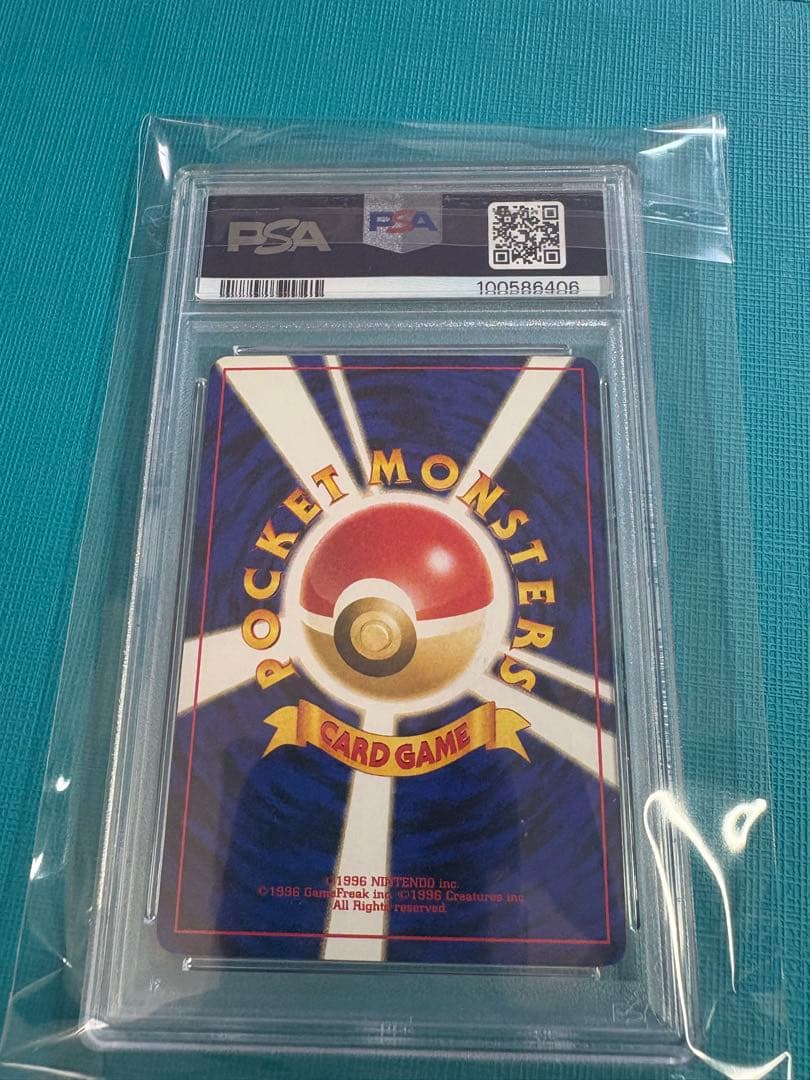 PSA PSA
100586406
POCKET MONSTERS
CARD GAME
©1996 NINTENDO inc.
©1996 GameFreak inc. ©1996 Creatures inc.
All Rights reserved.